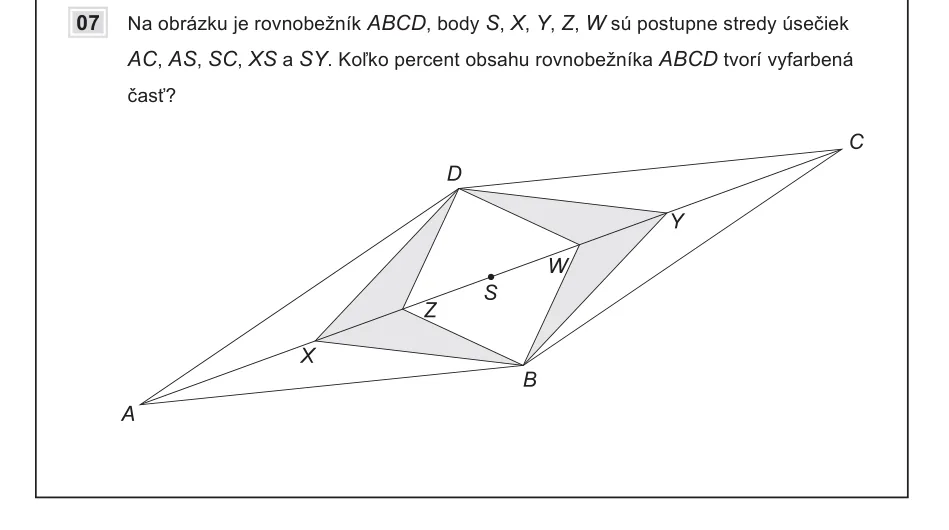 07 Na obrázku je rovnobežník ABCD, body S, X, Y, Z, W sú postupne stredy úsečiek
AC, AS, SC, XS a SY. Koľko percent obsahu rovnobežníka ABCD tvorí vyfarbená
časť?
C
D
Y
W
S
Z
X
B
A